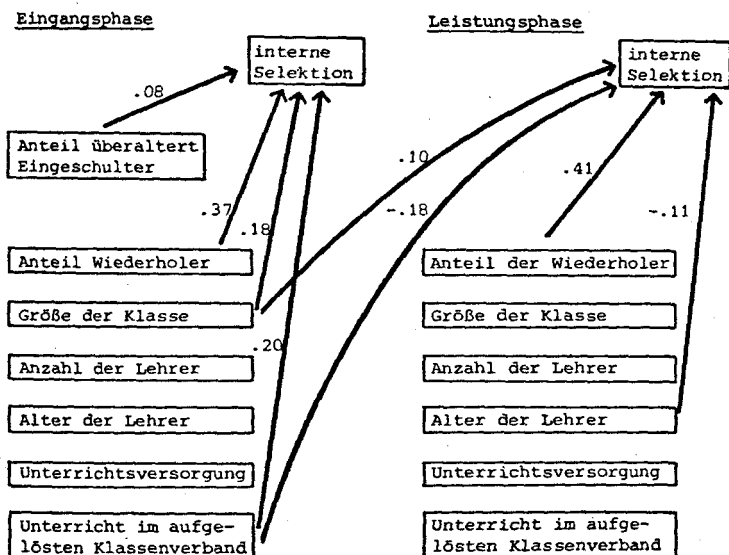 Eingangsphase
interne
Selektion
.08
Anteil überaltert
Eingeschulter
.37
.18
Anteil Wiederholer
Größe der Klasse
.20
Anzahl der Lehrer
Alter der Lehrer
Unterrichtsversorgung
Unterricht im aufge-
lösten Klassenverband
Leistungsphase
interne
Selektion
.10
.41
-.18
-.11
Anteil der Wiederholer
Größe der Klasse
Anzahl der Lehrer
Alter der Lehrer
Unterrichtsversorgung
Unterricht im aufge-
lösten Klassenverband